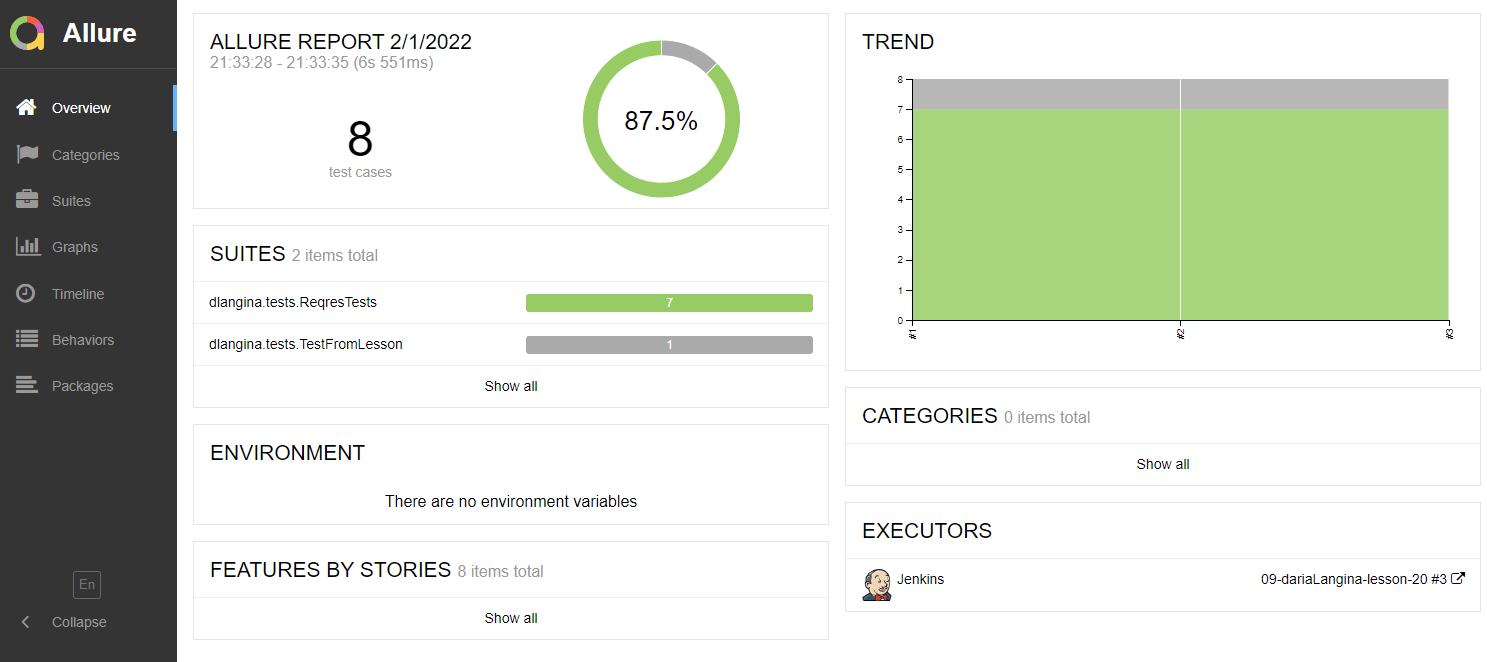 Allure
Overview
Categories
Suites
Graphs
Timeline
Behaviors
Packages
En
Collapse
ALLURE REPORT 2/1/2022
21:33:28 - 21:33:35 (6s 551ms)
8
test cases
87.5%
SUITES 2 items total
dlangina.tests.ReqresTests 7
dlangina.tests.TestFromLesson 1
Show all
ENVIRONMENT
There are no environment variables
FEATURES BY STORIES 8 items total
Show all
TREND
8
7
6
5
4
3
2
1
0
#1 #2 #3
CATEGORIES 0 items total
Show all
EXECUTORS
Jenkins 09-dariaLangina-lesson-20 #3